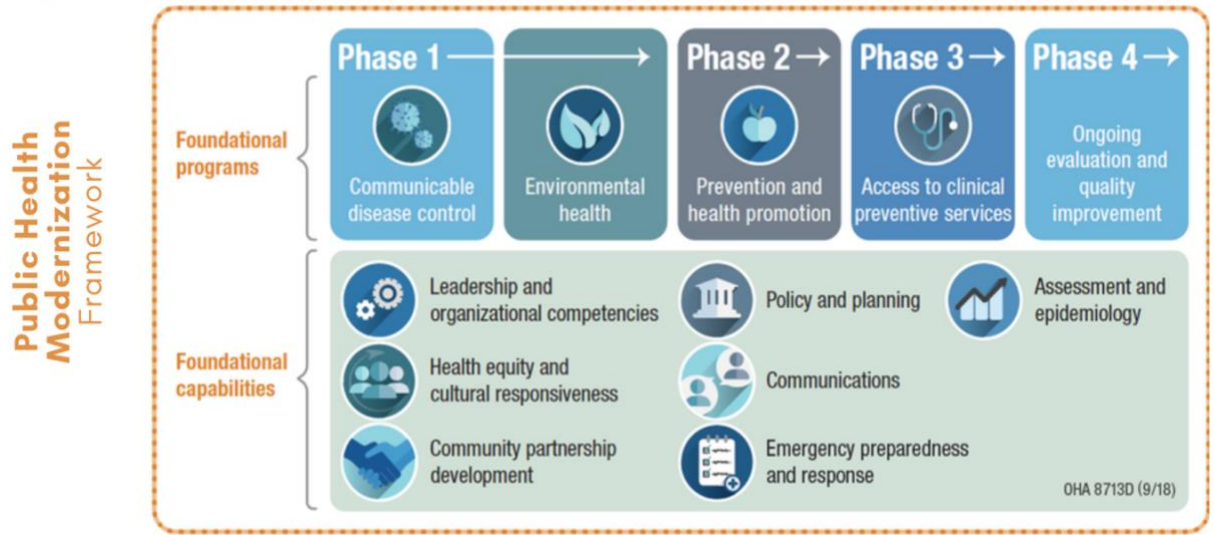 Public Health
Modernization
Framework
Foundational
programs
Phase 1
Communicable
disease control
Environmental
health
Phase 2
Prevention and
health promotion
Phase 3
Access to clinical
preventive services
Phase 4
Ongoing
evaluation and
quality
improvement
Foundational
capabilities
Leadership and
organizational competencies
Health equity and
cultural responsiveness
Community partnership
development
Policy and planning
Communications
Emergency preparedness
and response
Assessment and
epidemiology
OHA 8713D (9/18)